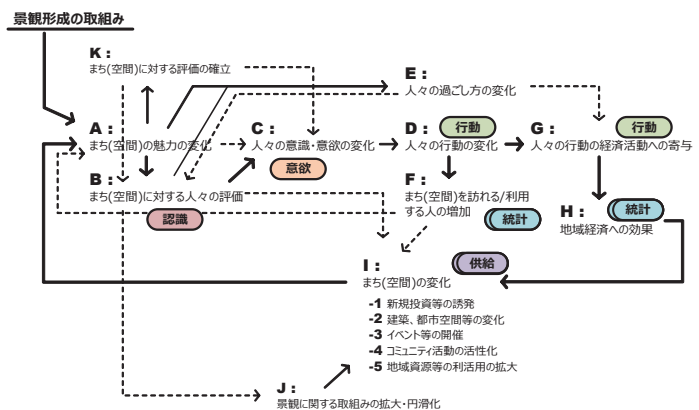 景観形成の取組み
K：
まち(空間)に対する評価の確立
E：
人々の過ごし方の変化
A：
まち(空間)の魅力の変化
C：
人々の意識・意欲の変化
意欲
D：
行動
人々の行動の変化
G：
行動
人々の行動の経済活動への寄与
B：
まち(空間)に対する人々の評価
認識
F：
まち(空間)を訪れる/利用
する人の増加
統計
H：
統計
地域経済への効果
I：
供給
まち(空間)の変化
-1 新規投資等の誘発
-2 建築、都市空間等の変化
-3 イベント等の開催
-4 コミュニティ活動の活性化
-5 地域資源等の利活用の拡大
J：
景観に関する取組みの拡大・円滑化